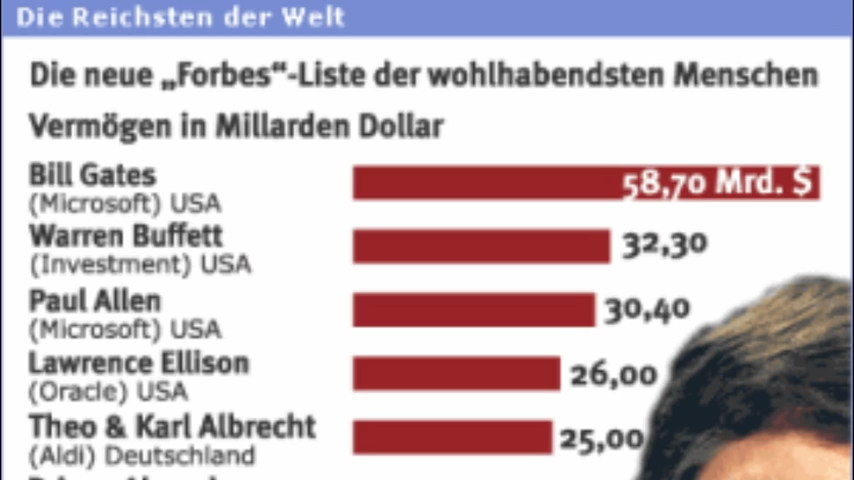 Die Reichsten der Welt
Die neue „Forbes“-Liste der wohlhabendsten Menschen
Vermögen in Millarden Dollar
Bill Gates
(Microsoft) USA
58,70 Mrd. $
Warren Buffett
(Investment) USA
32,30
Paul Allen
(Microsoft) USA
30,40
Lawrence Ellison
(Oracle) USA
26,00
Theo & Karl Albrecht
(Aldi) Deutschland
25,00